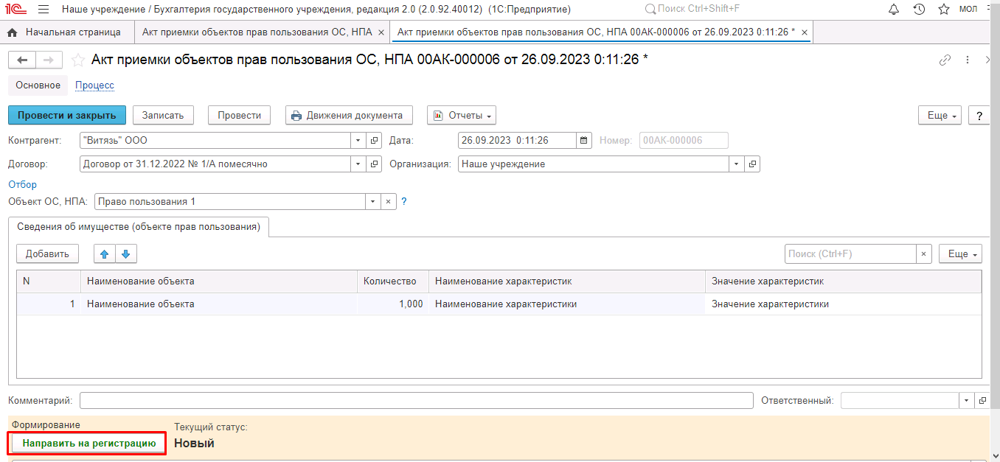 1С Наше учреждение / Бухгалтерия государственного учреждения, редакция 2.0 (2.0.92.40012) (1С:Предприятие) Поиск Ctrl+Shift+F МОЛ
Начальная страница Акт приемки объектов прав пользования ОС, НПА × Акт приемки объектов прав пользования ОС, НПА 00АК-000006 от 26.09.2023 0:11:26 * ×
Акт приемки объектов прав пользования ОС, НПА 00АК-000006 от 26.09.2023 0:11:26 *
Основное Процесс
Провести и закрыть Записать Провести Движения документа Отчеты Еще ?
Контрагент: "Витязь" ООО Дата: 26.09.2023 0:11:26 Номер: 00АК-000006
Договор: Договор от 31.12.2022 № 1/А помесячно Организация: Наше учреждение
Отбор
Объект ОС, НПА: Право пользования 1 × ?
Сведения об имуществе (объекте прав пользования)
Добавить Поиск (Ctrl+F) × Еще
N Наименование объекта Количество Наименование характеристик Значение характеристик
1 Наименование объекта 1,000 Наименование характеристики Значение характеристики
Комментарий: Ответственный:
Формирование Текущий статус:
Направить на регистрацию Новый